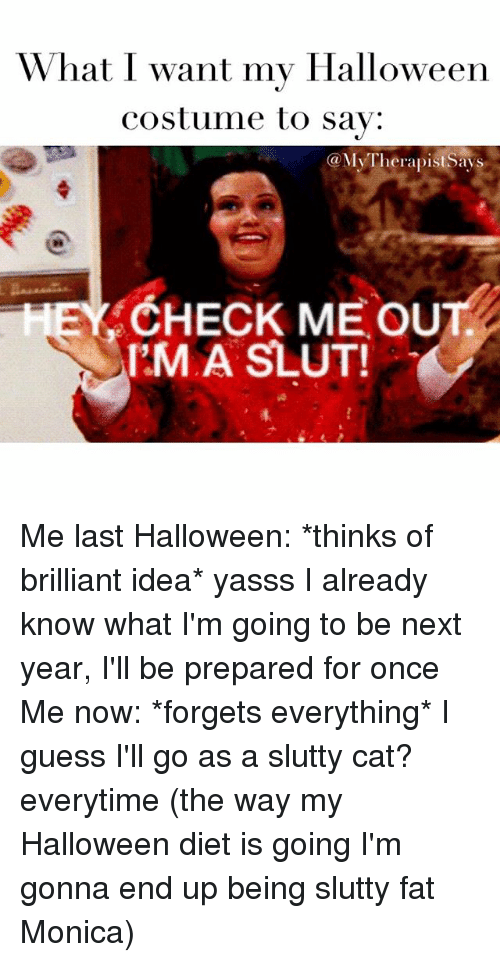 What I want my Halloween
costume to say:
@MyTherapistSays
HEY, CHECK ME OUT.
I'M A SLUT!
Me last Halloween: *thinks of
brilliant idea* yasss I already
know what I'm going to be next
year, I'll be prepared for once
Me now: *forgets everything* I
guess I'll go as a slutty cat?
everytime (the way my
Halloween diet is going I'm
gonna end up being slutty fat
Monica)